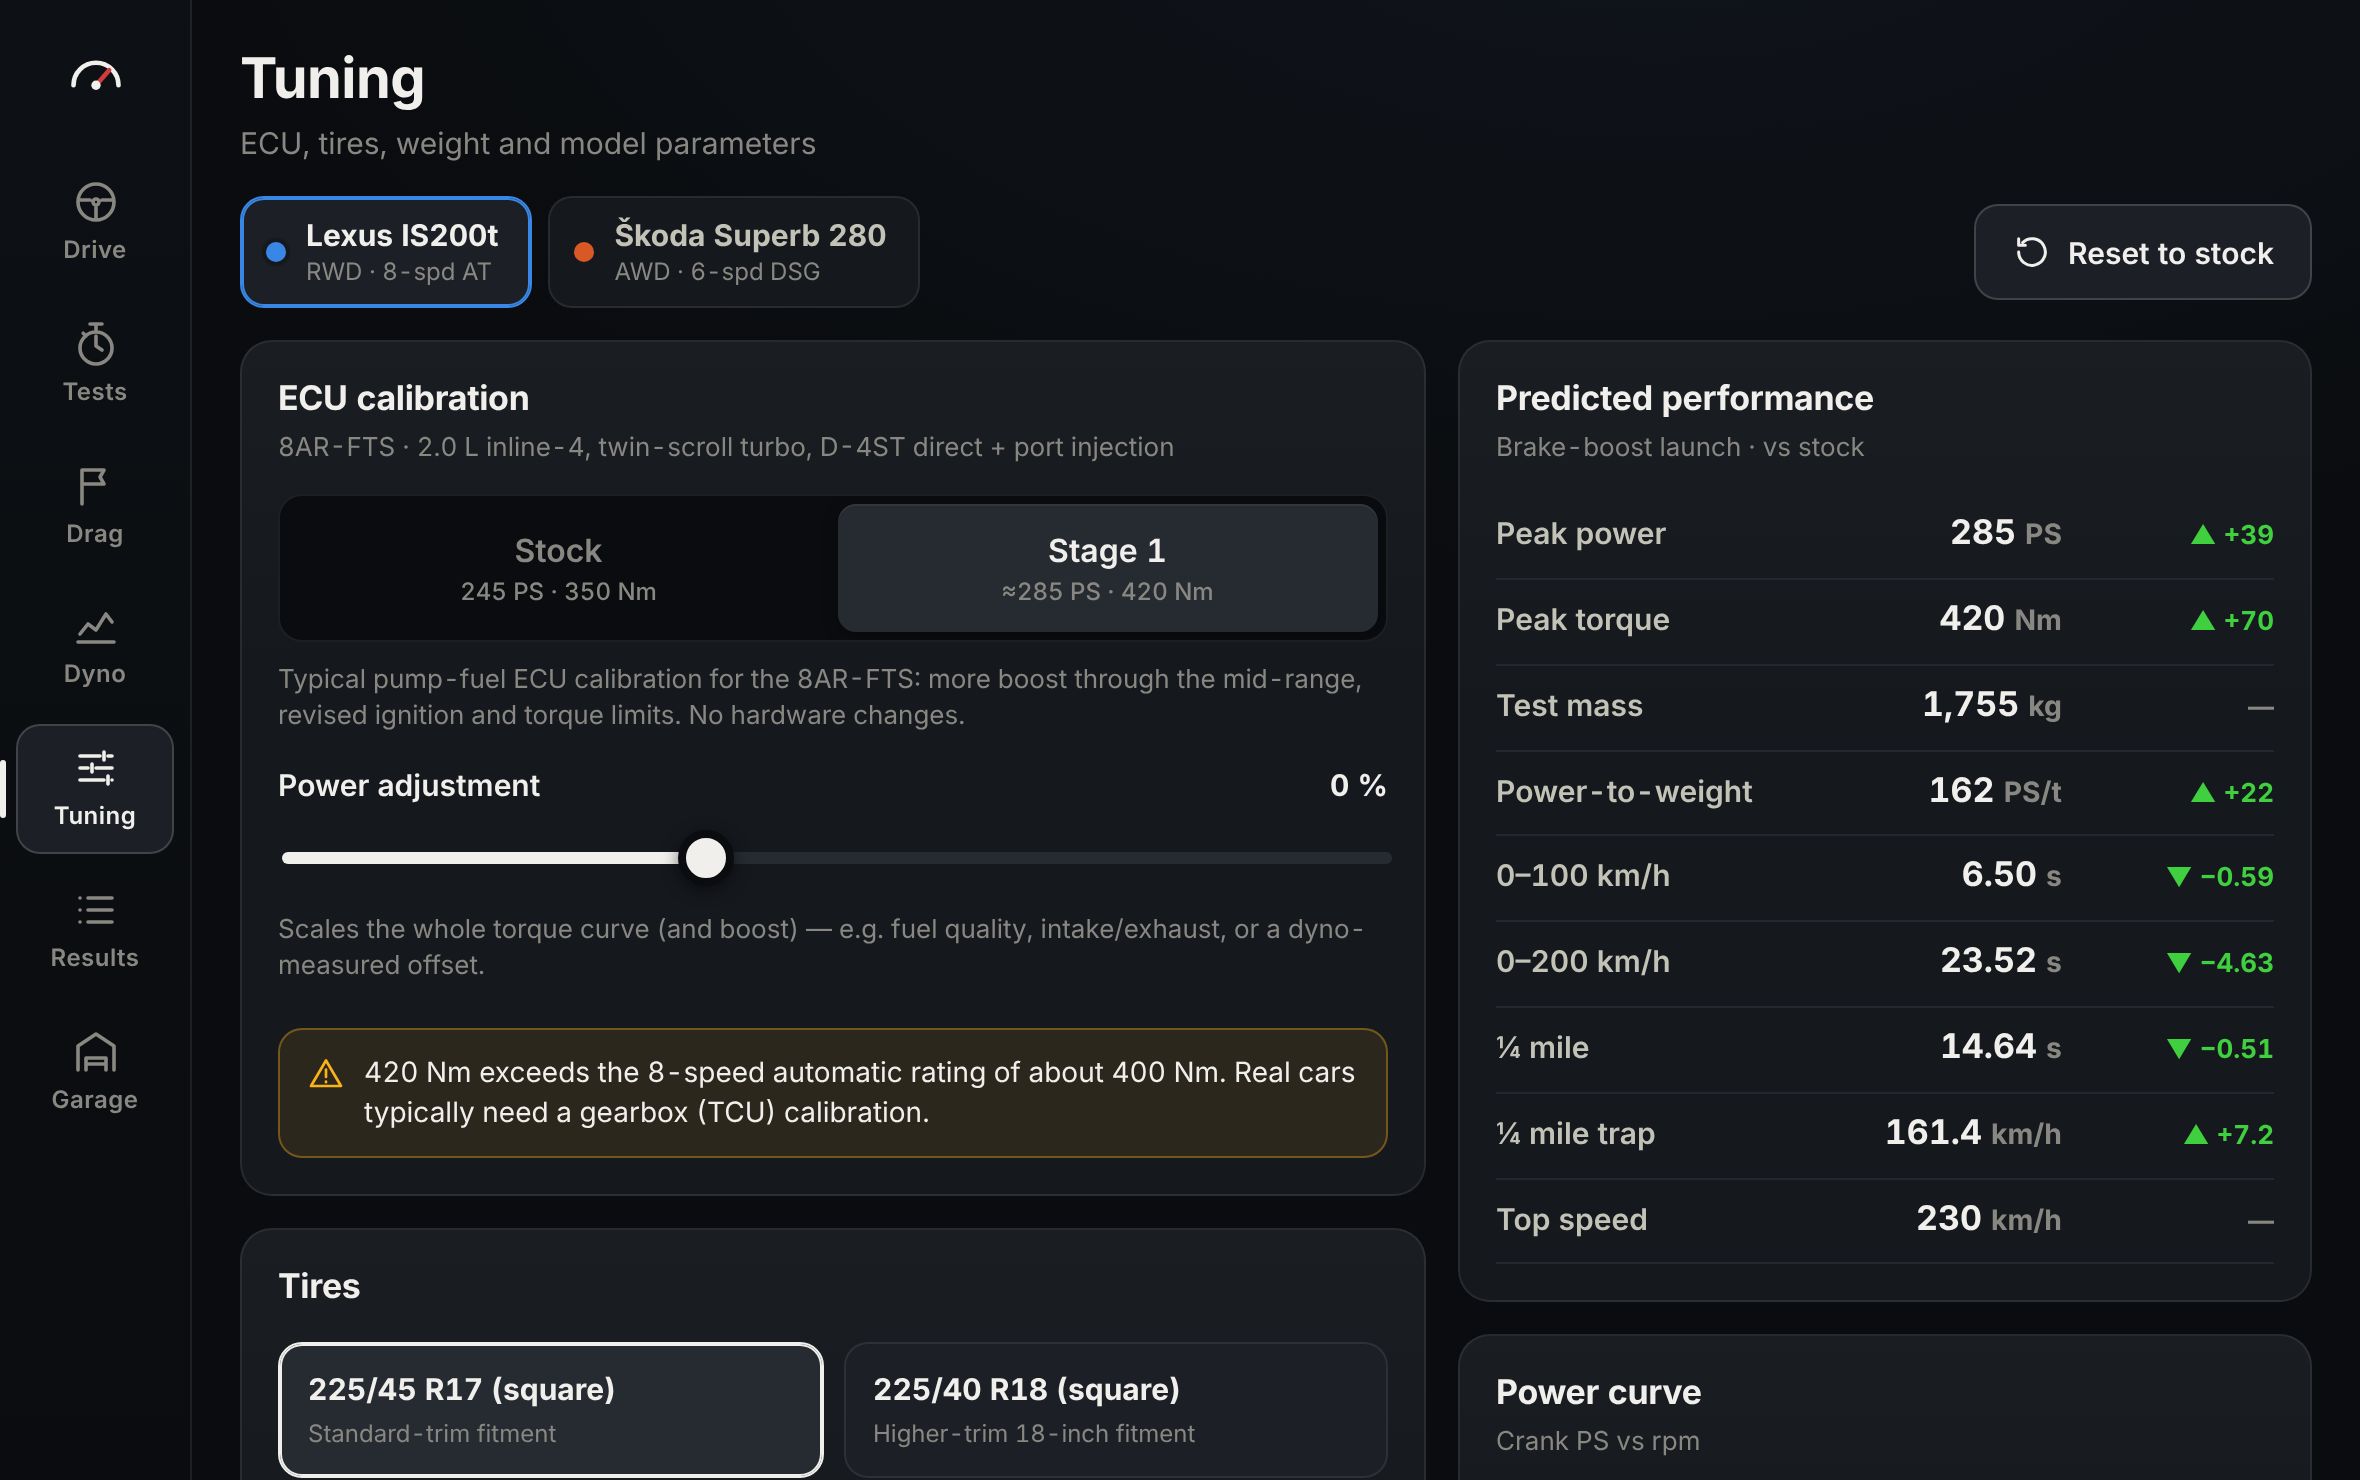 Tuning
ECU, tires, weight and model parameters
Drive
Tests
Drag
Dyno
Tuning
Results
Garage
Lexus IS200t
RWD · 8-spd AT
Škoda Superb 280
AWD · 6-spd DSG
Reset to stock
ECU calibration
8AR-FTS · 2.0 L inline-4, twin-scroll turbo, D-4ST direct + port injection
Stock
245 PS · 350 Nm
Stage 1
≈285 PS · 420 Nm
Typical pump-fuel ECU calibration for the 8AR-FTS: more boost through the mid-range,
revised ignition and torque limits. No hardware changes.
Power adjustment 0 %
Scales the whole torque curve (and boost) — e.g. fuel quality, intake/exhaust, or a dyno-
measured offset.
420 Nm exceeds the 8-speed automatic rating of about 400 Nm. Real cars
typically need a gearbox (TCU) calibration.
Tires
225/45 R17 (square)
Standard-trim fitment
225/40 R18 (square)
Higher-trim 18-inch fitment
Predicted performance
Brake-boost launch · vs stock
Peak power 285 PS ▲ +39
Peak torque 420 Nm ▲ +70
Test mass 1,755 kg —
Power-to-weight 162 PS/t ▲ +22
0–100 km/h 6.50 s ▼ −0.59
0–200 km/h 23.52 s ▼ −4.63
¼ mile 14.64 s ▼ −0.51
¼ mile trap 161.4 km/h ▲ +7.2
Top speed 230 km/h —
Power curve
Crank PS vs rpm